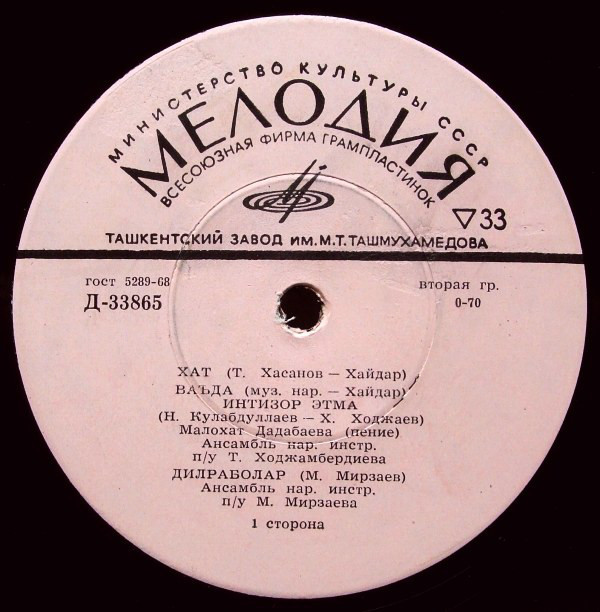 МИНИСТЕРСТВО КУЛЬТУРЫ СССР
МЕЛОДИЯ
ВСЕСОЮЗНАЯ ФИРМА ГРАМПЛАСТИНОК
▽33
ТАШКЕНТСКИЙ ЗАВОД ИМ. М.Т. ТАШМУХАМЕДОВА
гост 5289-68
вторая гр.
Д-33865
0-70
ХАТ (Т. Хасанов — Хайдар)
ВАЪДА (муз. нар. — Хайдар)
ИНТИЗОР ЭТМА
(Н. Кулабдуллаев — Х. Ходжаев)
Малохат Дадабаева (пение)
Ансамбль нар. инстр.
п/у Т. Ходжамбердиева
ДИЛРАБОЛАР (М. Мирзаев)
Ансамбль нар. инстр.
п/у М. Мирзаева
1 сторона